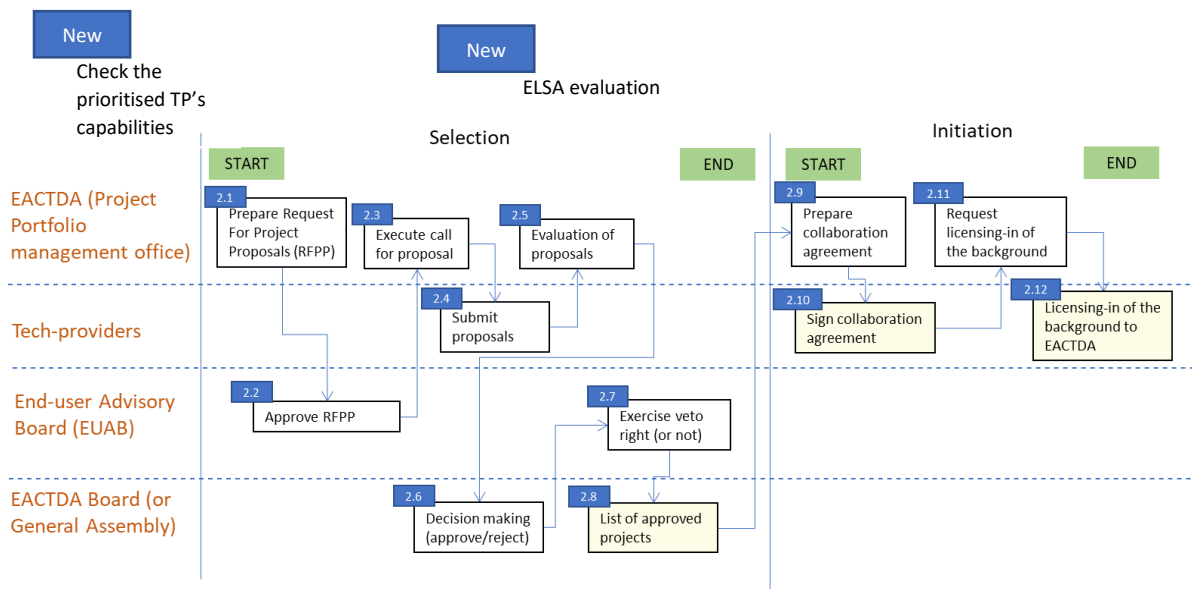 New
Check the
prioritised TP's
capabilities
New
ELSA evaluation
Selection
Initiation
START
END
START
END
EACTDA (Project
Portfolio
management office)
2.1
Prepare Request
For Project
Proposals (RFPP)
2.3
Execute call
for proposal
2.5
Evaluation of
proposals
2.9
Prepare
collaboration
agreement
2.11
Request
licensing-in of
the background
Tech-providers
2.4
Submit
proposals
2.10
Sign collaboration
agreement
2.12
Licensing-in of the
background to
EACTDA
End-user Advisory
Board (EUAB)
2.2
Approve RFPP
2.7
Exercise veto
right (or not)
EACTDA Board (or
General Assembly)
2.6
Decision making
(approve/reject)
2.8
List of approved
projects